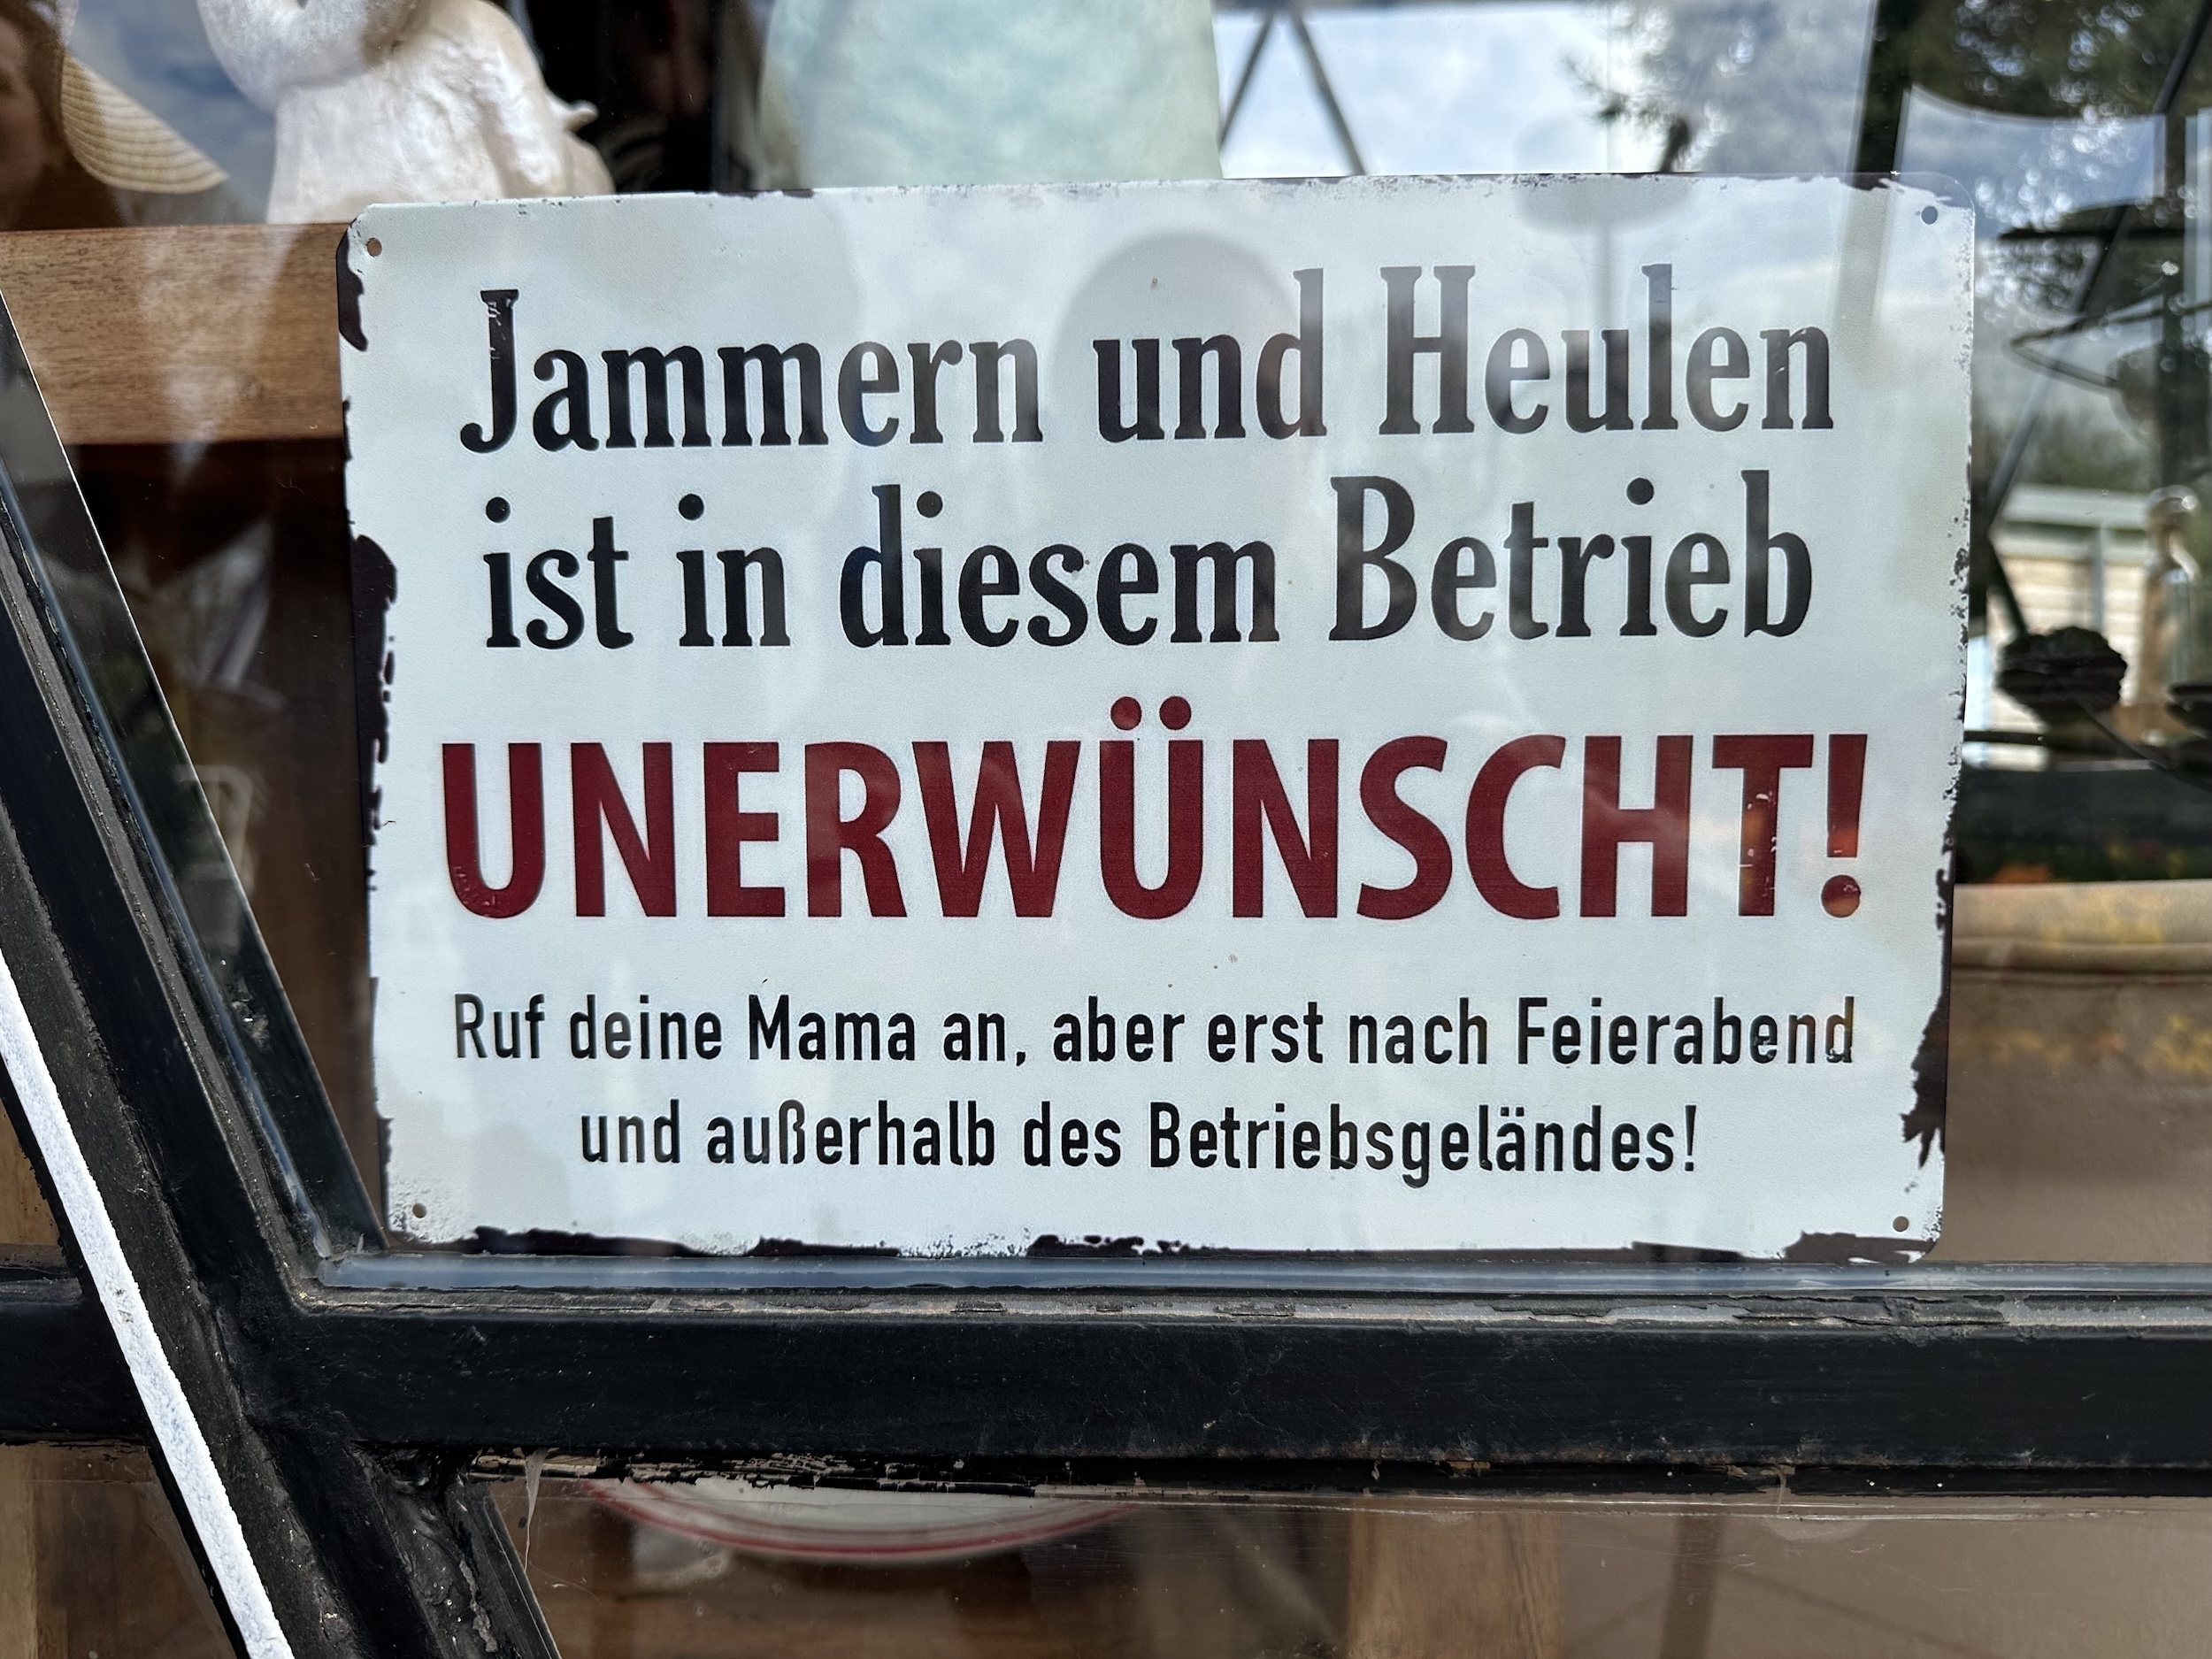 Jammern und Heulen
ist in diesem Betrieb
UNERWÜNSCHT!
Ruf deine Mama an, aber erst nach Feierabend
und außerhalb des Betriebsgeländes!